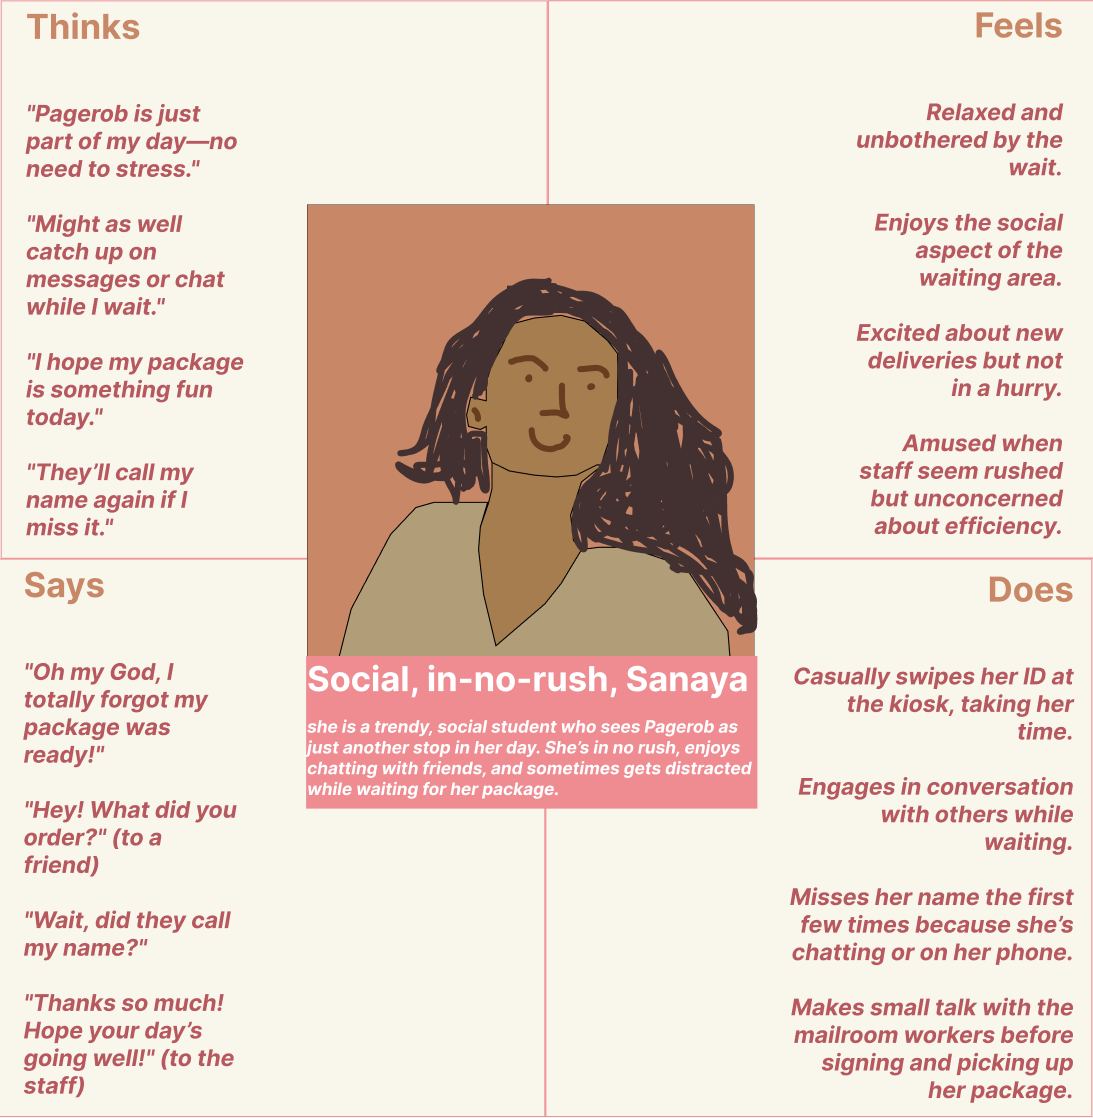 Thinks
"Pagerob is just
part of my day—no
need to stress."
"Might as well
catch up on
messages or chat
while I wait."
"I hope my package
is something fun
today."
"They’ll call my
name again if I
miss it."
Feels
Relaxed and
unbothered by the
wait.
Enjoys the social
aspect of the
waiting area.
Excited about new
deliveries but not
in a hurry.
Amused when
staff seem rushed
but unconcerned
about efficiency.
Social, in-no-rush, Sanaya
she is a trendy, social student who sees Pagerob as
just another stop in her day. She’s in no rush, enjoys
chatting with friends, and sometimes gets distracted
while waiting for her package.
Says
"Oh my God, I
totally forgot my
package was
ready!"
"Hey! What did you
order?" (to a
friend)
"Wait, did they call
my name?"
"Thanks so much!
Hope your day’s
going well!" (to the
staff)
Does
Casually swipes her ID at
the kiosk, taking her
time.
Engages in conversation
with others while
waiting.
Misses her name the first
few times because she’s
chatting or on her phone.
Makes small talk with the
mailroom workers before
signing and picking up
her package.